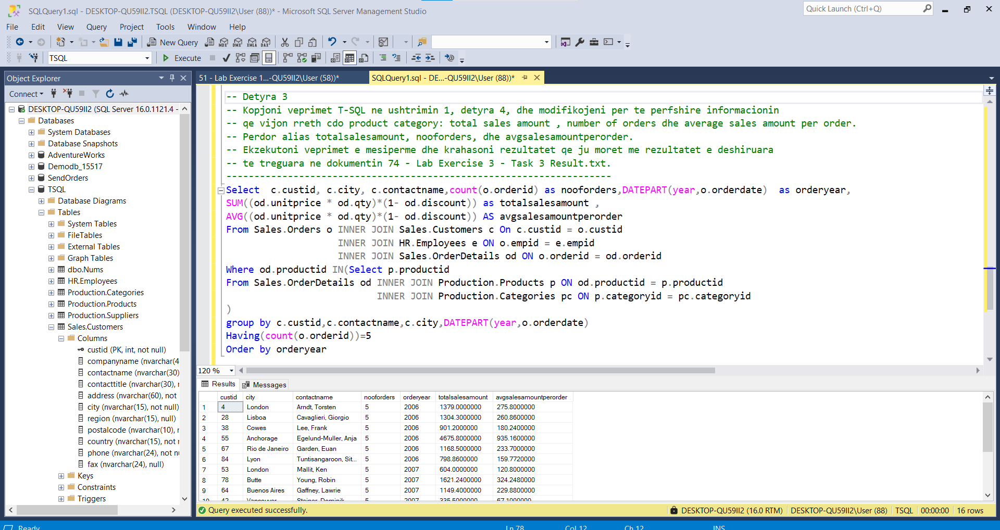 SQLQuery1.sql - DESKTOP-QU59II2.TSQL (DESKTOP-QU59II2\User (88))* - Microsoft SQL Server Management Studio
Quick Launch (Ctrl+Q)
File Edit View Query Project Tools Window Help
New Query
MDX DMX XMLA DAX
TSQL
Execute
Object Explorer
51 - Lab Exercise 1...-QU59II2\User (58))*
SQLQuery1.sql - DE...-QU59II2\User (88))*
Connect
DESKTOP-QU59II2 (SQL Server 16.0.1121.4 -
Databases
System Databases
Database Snapshots
AdventureWorks
Demodb_15517
SendOrders
TSQL
Database Diagrams
Tables
System Tables
FileTables
External Tables
Graph Tables
dbo.Nums
HR.Employees
Production.Categories
Production.Products
Production.Suppliers
Sales.Customers
Columns
custid (PK, int, not null)
companyname (nvarchar(4
contactname (nvarchar(30)
contacttitle (nvarchar(30), r
address (nvarchar(60), not
city (nvarchar(15), not null)
region (nvarchar(15), null)
postalcode (nvarchar(10), r
country (nvarchar(15), not r
phone (nvarchar(24), not nu
fax (nvarchar(24), null)
Keys
Constraints
Triggers
-- Detyra 3
-- Kopjoni veprimet T-SQL ne ushtrimin 1, detyra 4, dhe modifikojeni per te perfshire informacionin
-- qe vijon rreth cdo product category: total sales amount , number of orders dhe average sales amount per order.
-- Perdor alias totalsalesamount, nooforders, dhe avgsalesamountperorder.
-- Ekzekutoni veprimet e mesiperme dhe krahasoni rezultatet qe ju moret me rezultatet e deshiruara
-- te treguara ne dokumentin 74 - Lab Exercise 3 - Task 3 Result.txt.
---------------------------------------------------------------------
Select  c.custid, c.city, c.contactname,count(o.orderid) as nooforders,DATEPART(year,o.orderdate)  as orderyear,
SUM((od.unitprice * od.qty)*(1- od.discount)) as totalsalesamount ,
AVG((od.unitprice * od.qty)*(1- od.discount)) AS avgsalesamountperorder
From Sales.Orders o INNER JOIN Sales.Customers c On c.custid = o.custid
INNER JOIN HR.Employees e ON o.empid = e.empid
INNER JOIN Sales.OrderDetails od ON o.orderid = od.orderid
Where od.productid IN(Select p.productid
From Sales.OrderDetails od INNER JOIN Production.Products p ON od.productid = p.productid
INNER JOIN Production.Categories pc ON p.categoryid = pc.categoryid
)
group by c.custid,c.contactname,c.city,DATEPART(year,o.orderdate)
Having(count(o.orderid))=5
Order by orderyear
120 %
Results Messages
custid city contactname nooforders orderyear totalsalesamount avgsalesamountperorder
1 4 London Arndt, Torsten 5 2006 1379.0000000 275.8000000
2 28 Lisboa Cavaglieri, Giorgio 5 2006 1304.3000000 260.8600000
3 38 Cowes Lee, Frank 5 2006 901.2000000 180.2400000
4 55 Anchorage Egelund-Muller, Anja 5 2006 4675.8000000 935.1600000
5 67 Rio de Janeiro Garden, Euan 5 2006 1168.5000000 233.7000000
6 84 Lyon Tuntisangaroon, Sit... 5 2006 798.8600000 159.7720000
7 53 London Mallit, Ken 5 2007 604.0000000 120.8000000
8 78 Butte Young, Robin 5 2007 1621.2400000 324.2480000
9 64 Buenos Aires Gaffney, Lawrie 5 2007 1149.4000000 229.8800000
10 42 Vancouver Steiner, Dominik 5 2007 335.5000000 67.1000000
Query executed successfully.
DESKTOP-QU59II2 (16.0 RTM) DESKTOP-QU59II2\User (88) TSQL 00:00:00 16 rows
Ready Ln 78 Col 12 Ch 12 INS